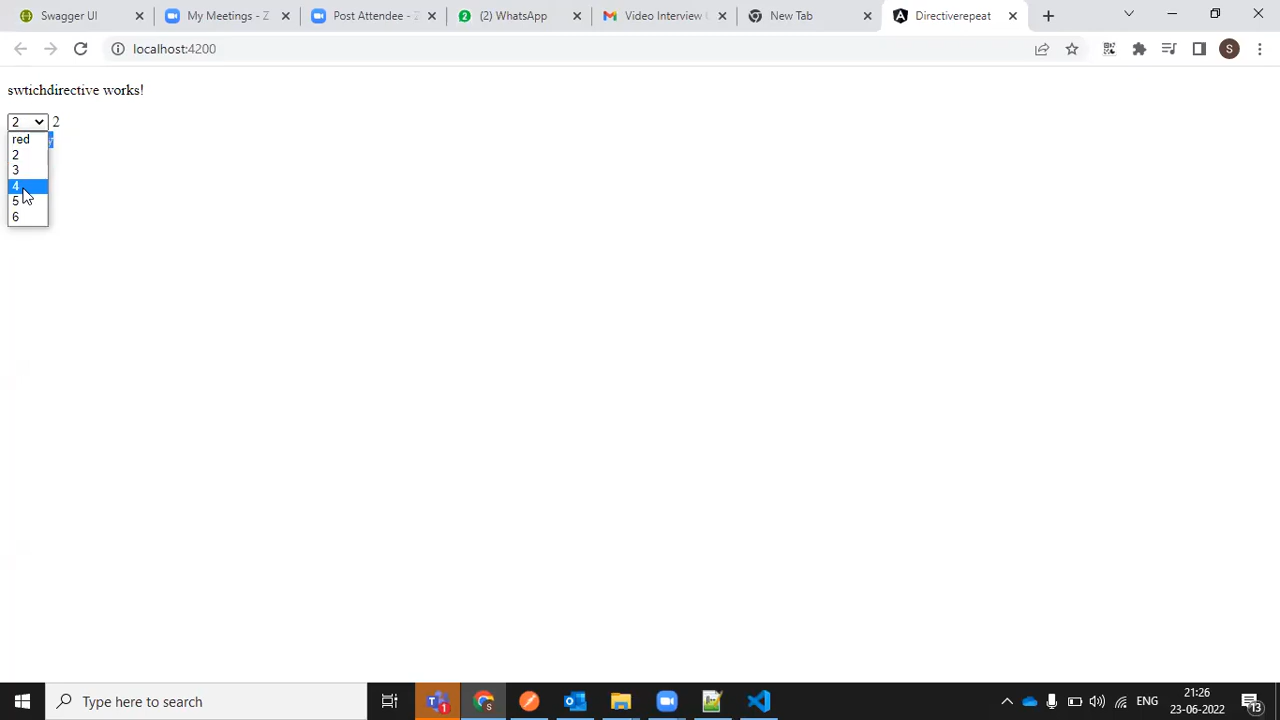 Swagger UI
My Meetings - Z
Post Attendee - Z
(2) WhatsApp
Video Interview
New Tab
Directiverepeat
localhost:4200
S
swtichdirective works!
2 2
red
2
3
4
5
6
Type here to search
ENG
21:26
23-06-2022
13